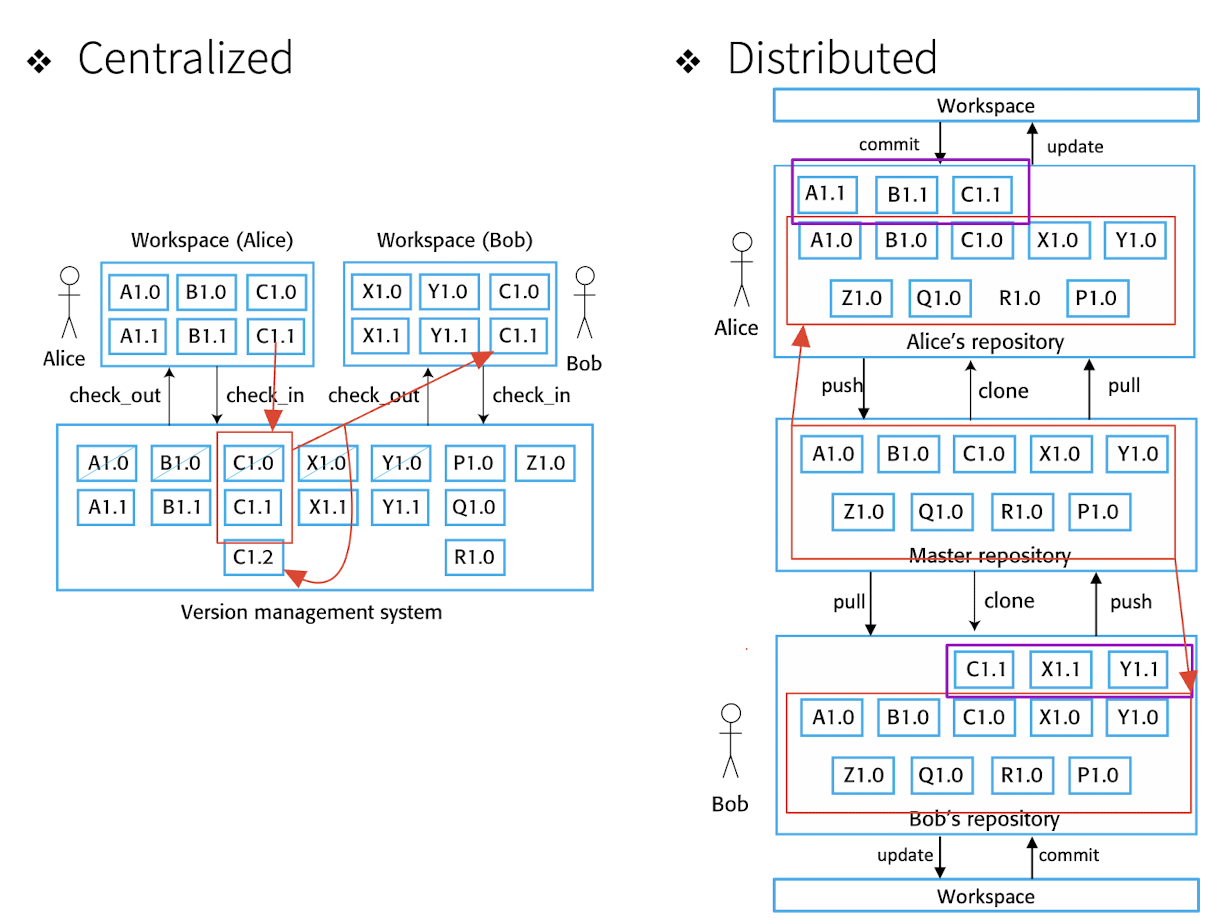 ❖ Centralized
Workspace (Alice) Workspace (Bob)
A1.0 B1.0 C1.0 X1.0 Y1.0 C1.0
A1.1 B1.1 C1.1 X1.1 Y1.1 C1.1
Alice Bob
check_out check_in check_out check_in
A1.0 B1.0 C1.0 X1.0 Y1.0 P1.0 Z1.0
A1.1 B1.1 C1.1 X1.1 Y1.1 Q1.0
C1.2 R1.0
Version management system
❖ Distributed
Workspace
commit update
A1.1 B1.1 C1.1
A1.0 B1.0 C1.0 X1.0 Y1.0
Z1.0 Q1.0 R1.0 P1.0
Alice
Alice's repository
push clone pull
A1.0 B1.0 C1.0 X1.0 Y1.0
Z1.0 Q1.0 R1.0 P1.0
Master repository
pull clone push
C1.1 X1.1 Y1.1
A1.0 B1.0 C1.0 X1.0 Y1.0
Z1.0 Q1.0 R1.0 P1.0
Bob
Bob's repository
update commit
Workspace